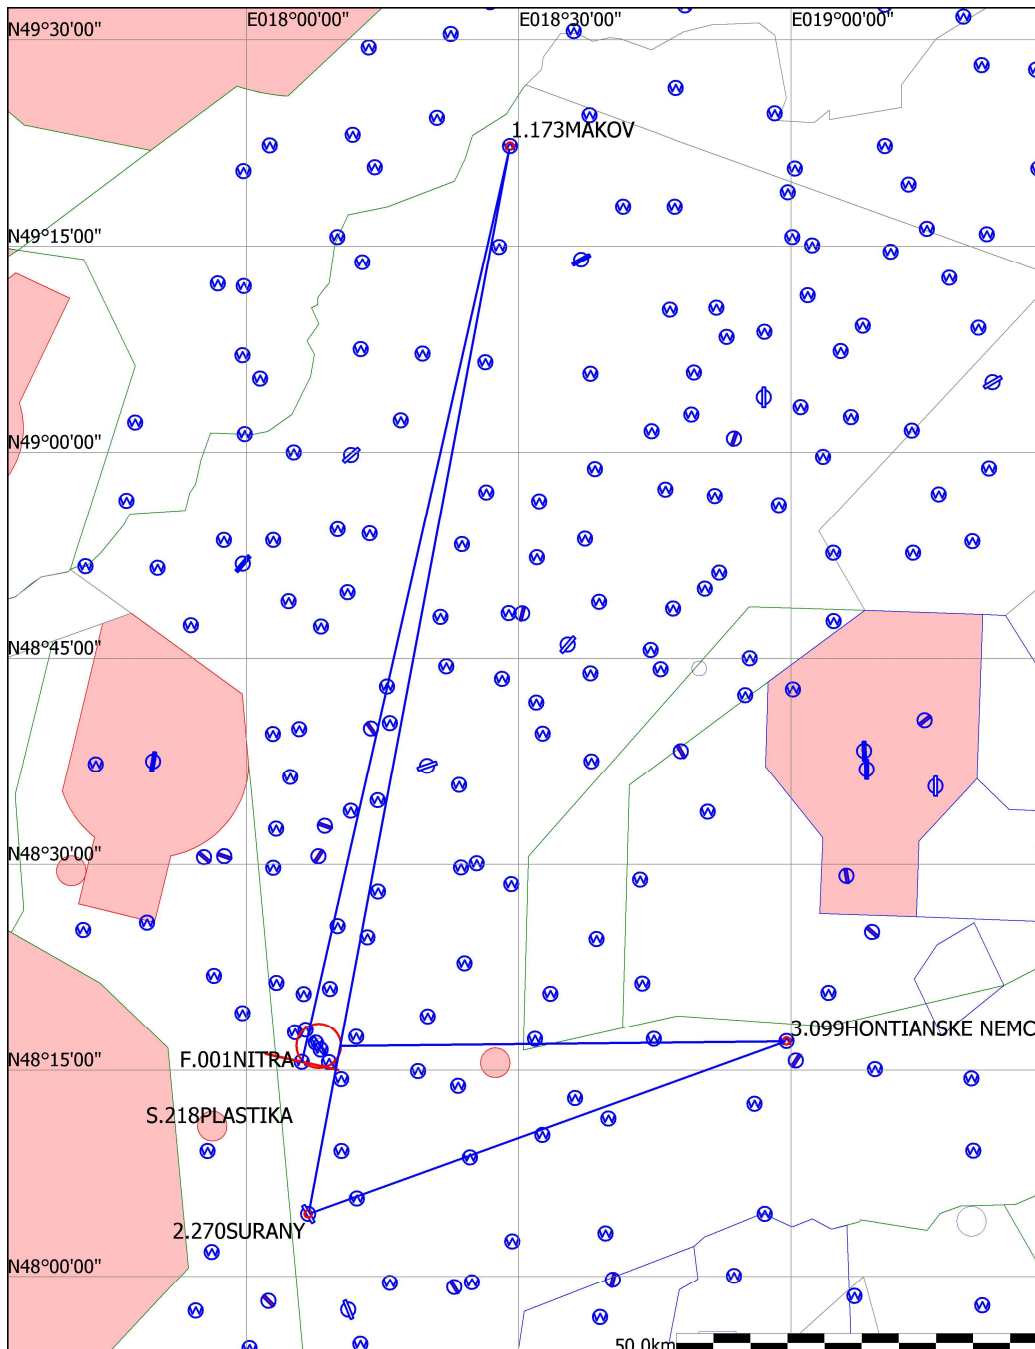 E018°00'00"
E018°30'00"
E019°00'00"
N49°30'00"
1.173MAKOV
N49°15'00"
N49°00'00"
N48°45'00"
N48°30'00"
3.099HONTIANSKE NEMC
N48°15'00"
F.001NITRA
S.218PLASTIKA
2.270SURANY
N48°00'00"
50.0km